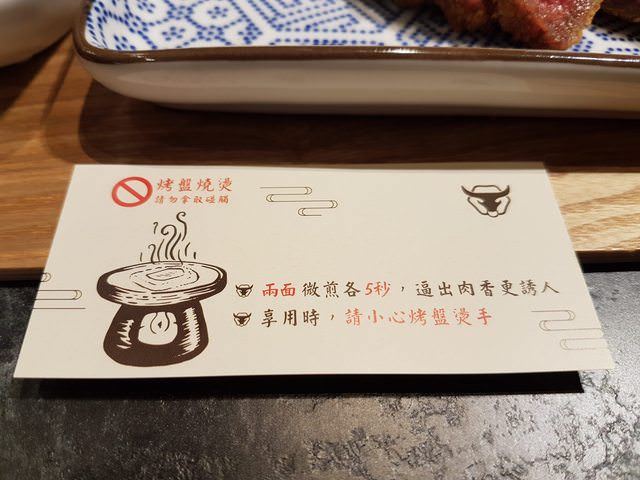 烤盤燒燙
請勿拿取碰觸
兩面微煎各5秒，逼出肉香更誘人
享用時，請小心烤盤燙手